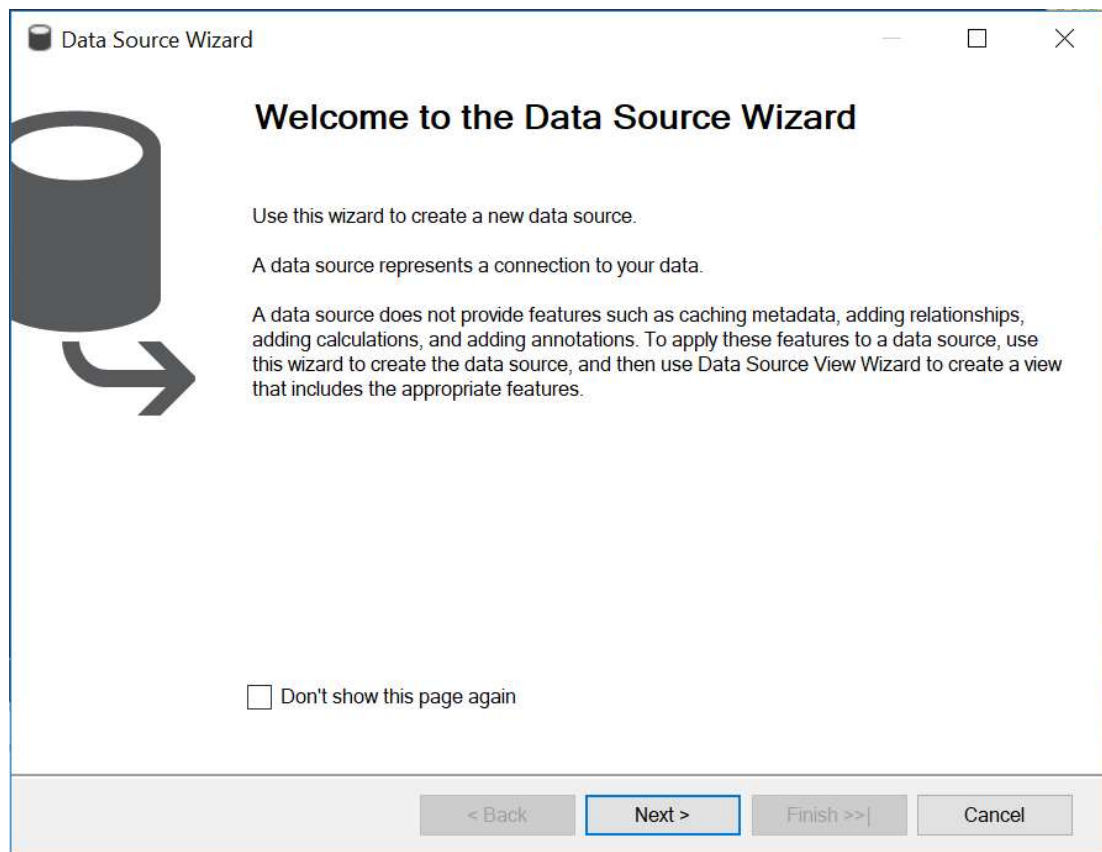 Data Source Wizard
Welcome to the Data Source Wizard
Use this wizard to create a new data source.
A data source represents a connection to your data.
A data source does not provide features such as caching metadata, adding relationships,
adding calculations, and adding annotations. To apply these features to a data source, use
this wizard to create the data source, and then use Data Source View Wizard to create a view
that includes the appropriate features.
Don't show this page again
< Back
Next >
Finish >>|
Cancel